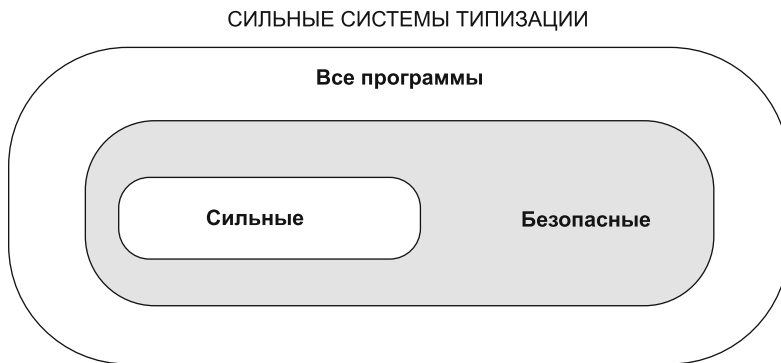 СИЛЬНЫЕ СИСТЕМЫ ТИПИЗАЦИИ
Все программы
Сильные
Безопасные